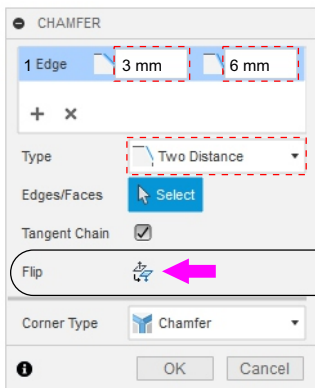 CHAMFER
1 Edge 3 mm 6 mm
Type Two Distance
Edges/Faces Select
Tangent Chain
Flip
Corner Type Chamfer
OK Cancel